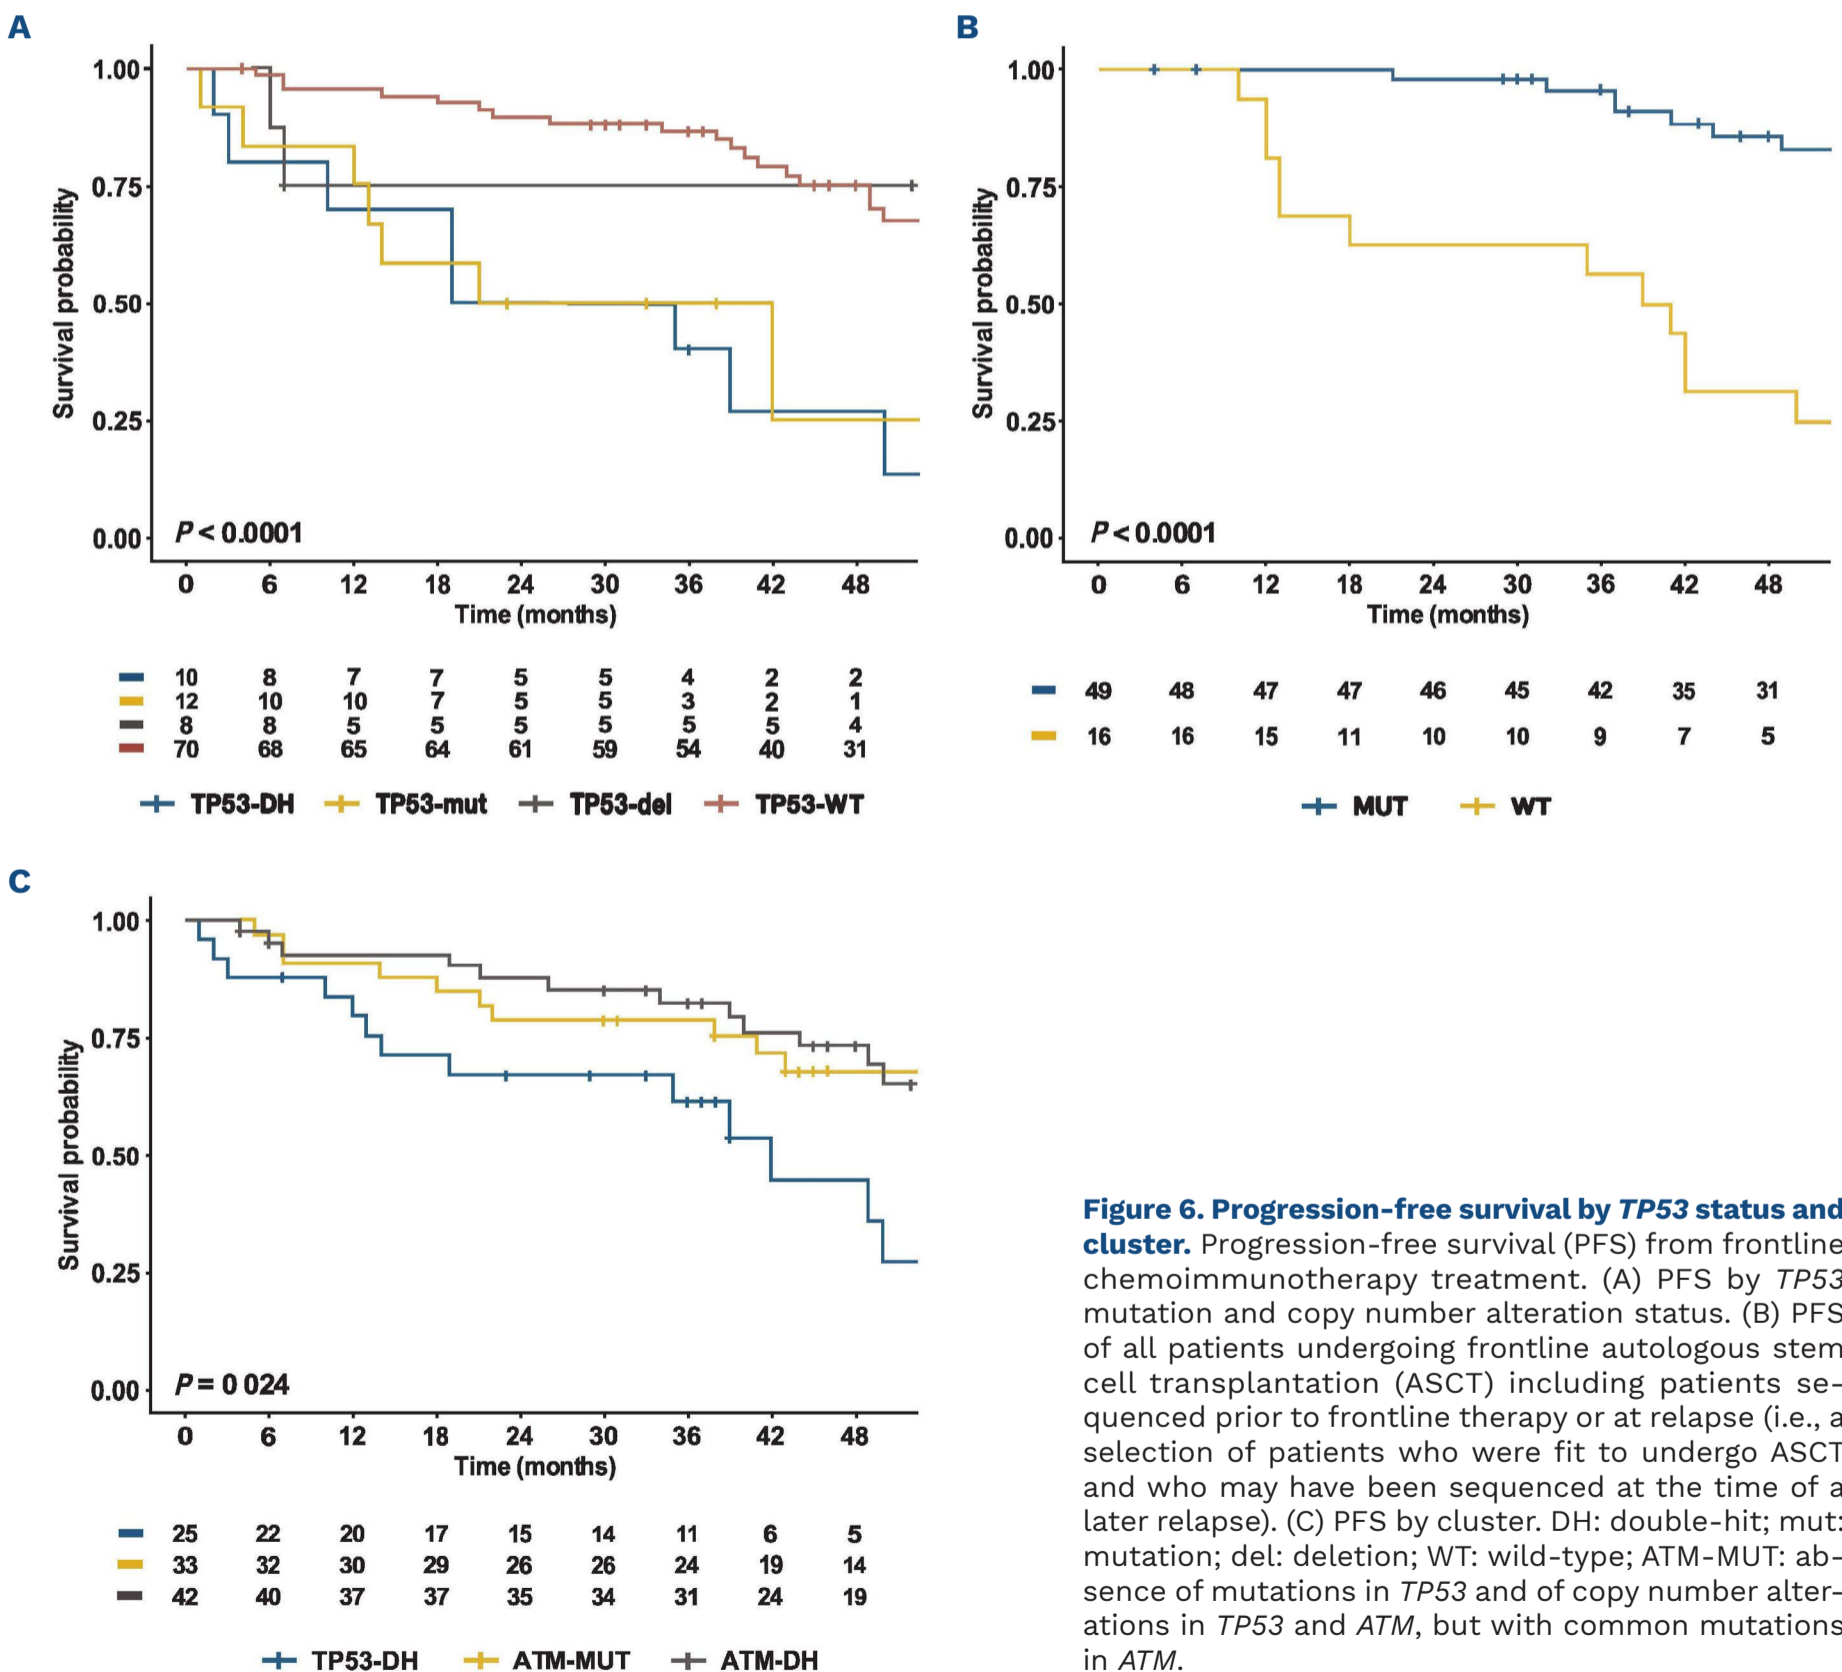 A
1.00
0.75
0.50
0.25
0.00
Survival probability
P < 0.0001
0 6 12 18 24 30 36 42 48
Time (months)
10 8 7 7 5 5 4 2 2
12 10 10 7 5 5 3 2 1
8 8 5 5 5 5 5 5 4
70 68 65 64 61 59 54 40 31
TP53-DH TP53-mut TP53-del TP53-WT
B
1.00
0.75
0.50
0.25
0.00
Survival probability
P < 0.0001
0 6 12 18 24 30 36 42 48
Time (months)
49 48 47 47 46 45 42 35 31
16 16 15 11 10 10 9 7 5
MUT WT
C
1.00
0.75
0.50
0.25
0.00
Survival probability
P = 0 024
0 6 12 18 24 30 36 42 48
Time (months)
25 22 20 17 15 14 11 6 5
33 32 30 29 26 26 24 19 14
42 40 37 37 35 34 31 24 19
TP53-DH ATM-MUT ATM-DH
Figure 6. Progression-free survival by TP53 status and
cluster. Progression-free survival (PFS) from frontline
chemoimmunotherapy treatment. (A) PFS by TP53
mutation and copy number alteration status. (B) PFS
of all patients undergoing frontline autologous stem
cell transplantation (ASCT) including patients se-
quenced prior to frontline therapy or at relapse (i.e., a
selection of patients who were fit to undergo ASCT
and who may have been sequenced at the time of a
later relapse). (C) PFS by cluster. DH: double-hit; mut:
mutation; del: deletion; WT: wild-type; ATM-MUT: ab-
sence of mutations in TP53 and of copy number alter-
ations in TP53 and ATM, but with common mutations
in ATM.